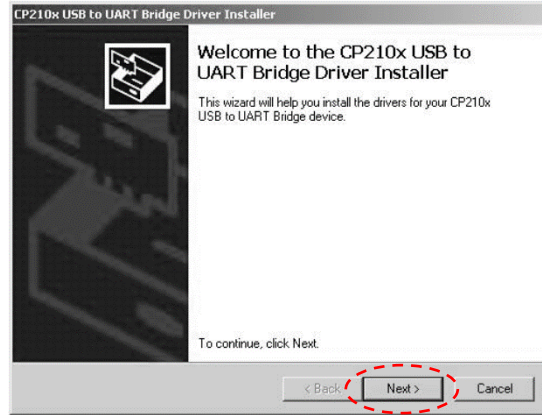 CP210x USB to UART Bridge Driver Installer
Welcome to the CP210x USB to
UART Bridge Driver Installer
This wizard will help you install the drivers for your CP210x
USB to UART Bridge device.
To continue, click Next.
< Back
Next >
Cancel